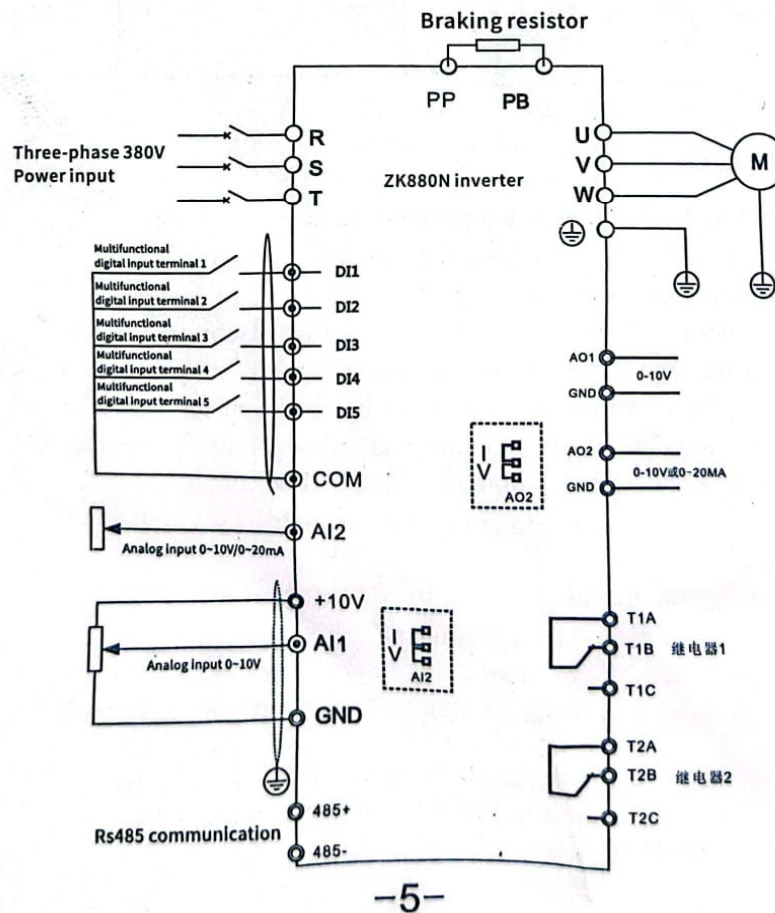 Braking resistor
PP
PB
R
S
T
Three-phase 380V
Power input
ZK880N inverter
U
V
W
M
Multifunctional
digital input terminal 1
DI1
Multifunctional
digital input terminal 2
DI2
Multifunctional
digital input terminal 3
DI3
Multifunctional
digital input terminal 4
DI4
Multifunctional
digital input terminal 5
DI5
COM
AI2
Analog input 0~10V/0~20mA
+10V
AI1
Analog input 0~10V
GND
I
V
AO2
I
V
AI2
AO1
0-10V
GND
AO2
0-10V或0~20MA
GND
T1A
T1B 继电器1
T1C
T2A
T2B 继电器2
T2C
485+
Rs485 communication
485-
-5-